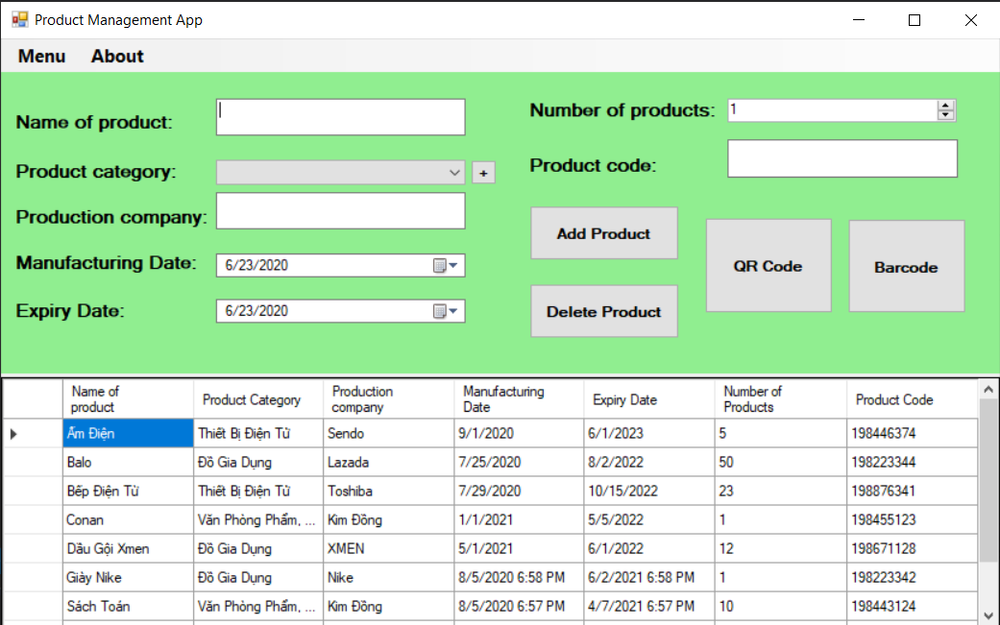 Product Management App
Menu About
Name of product:
Product category:
+
Production company:
Manufacturing Date: 6/23/2020
Expiry Date: 6/23/2020
Number of products: 1
Product code:
Add Product
Delete Product
QR Code
Barcode
Name of product Product Category Production company Manufacturing Date Expiry Date Number of Products Product Code
Ấm Điện Thiết Bị Điện Tử Sendo 9/1/2020 6/1/2023 5 198446374
Balo Đồ Gia Dụng Lazada 7/25/2020 8/2/2022 50 198223344
Bếp Điện Từ Thiết Bị Điện Tử Toshiba 7/29/2020 10/15/2022 23 198876341
Conan Văn Phòng Phẩm, ... Kim Đồng 1/1/2021 5/5/2022 1 198455123
Dầu Gội Xmen Đồ Gia Dụng XMEN 5/1/2021 6/1/2022 12 198671128
Giày Nike Đồ Gia Dụng Nike 8/5/2020 6:58 PM 6/2/2021 6:58 PM 1 198223342
Sách Toán Văn Phòng Phẩm, ... Kim Đồng 8/5/2020 6:57 PM 4/7/2021 6:57 PM 10 198443124